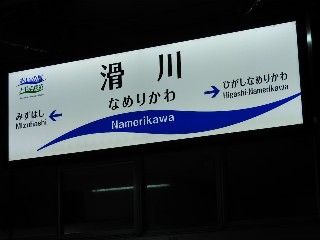 滑川
なめりかわ
Namerikawa
みずはし
Mizuhashi
ひがしなめりかわ
Higashi-Namerikawa